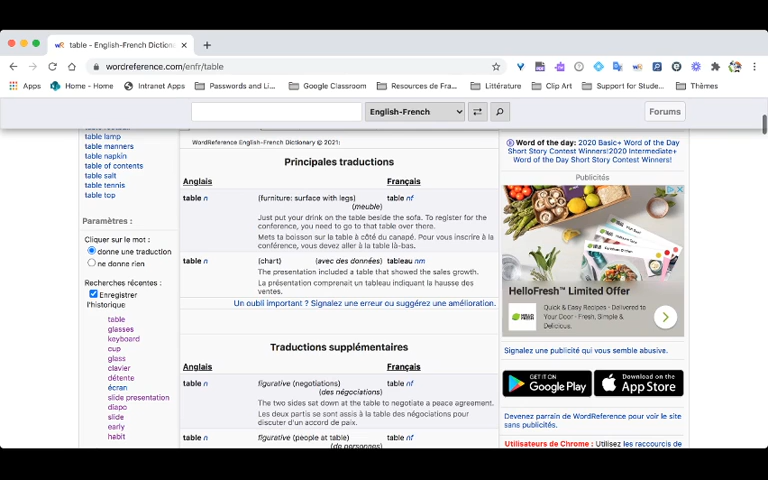 table - English-French Dictionc
wordreference.com/enfr/table
Apps
Home - Home
Intranet Apps
Passwords and Li...
Google Classroom
Resources de Fra...
Littérature
Clip Art
Support for Stude...
Thèmes
English-French
Forums
table lamp
table manners
table napkin
table of contents
table salt
table tennis
table top
Paramètres :
Cliquer sur le mot :
donne une traduction
ne donne rien
Recherches récentes :
Enregistrer
l'historique
table
glasses
keyboard
cup
glass
clavier
détente
écran
slide presentation
diapo
slide
early
habit
WordReference English-French Dictionary © 2021:
Principales traductions
Anglais Français
table n (furniture: surface with legs) table nf
(meuble)
Just put your drink on the table beside the sofa. To register for the
conference, you need to go to that table over there.
Mets ta boisson sur la table à côté du canapé. Pour vous inscrire à la
conférence, vous devez aller à la table là-bas.
table n (chart) (avec des données) tableau nm
The presentation included a table that showed the sales growth.
La présentation comprenait un tableau indiquant la hausse des
ventes.
Un oubli important ? Signalez une erreur ou suggérez une amélioration.
Traductions supplémentaires
Anglais Français
table n figurative (negotiations) table nf
(des négociations)
The two sides sat down at the table to negotiate a peace agreement.
Les deux partis se sont assis à la table des négociations pour
discuter d'un accord de paix.
table n figurative (people at table) table nf
(de personnes)
Word of the day: 2020 Basic+ Word of the Day
Short Story Contest Winners!2020 Intermediate+
Word of the Day Short Story Contest Winners!
Publicités
HelloFresh™ Limited Offer
Quick & Easy Recipes - Delivered to
Your Door - Fresh, Simple &
Delicious.
Signalez une publicité qui vous semble abusive.
GET IT ON
Google Play
Download on the
App Store
Devenez parrain de WordReference pour voir le site
sans publicités.
Utilisateurs de Chrome : Utilisez les raccourcis de